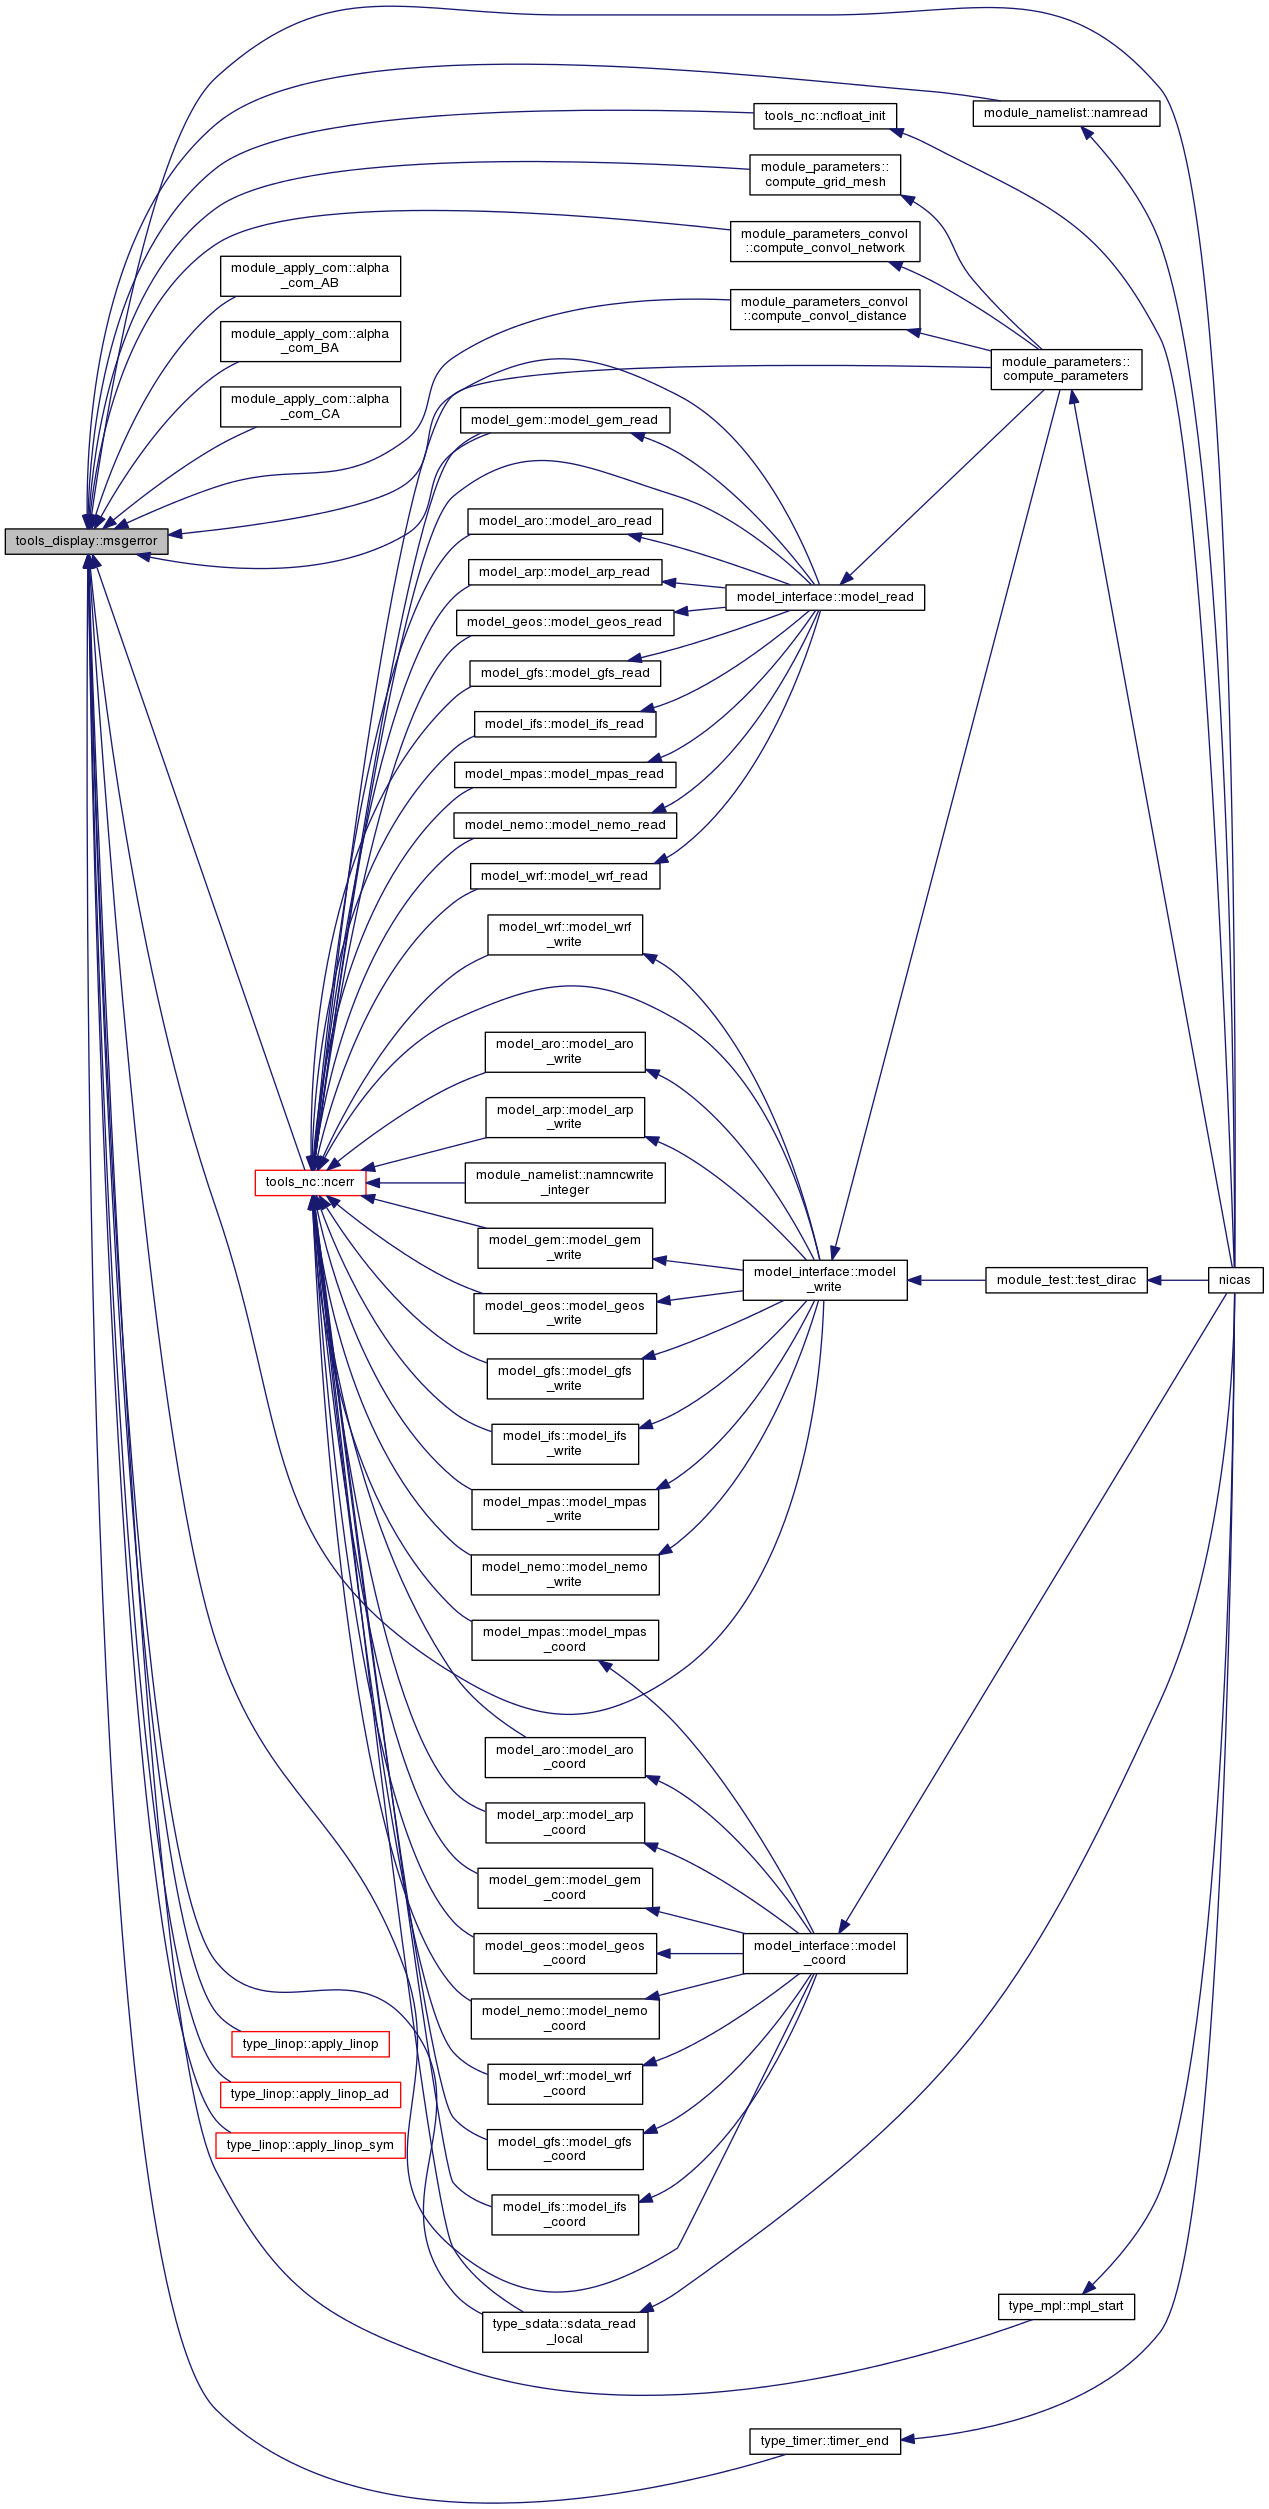 module_namelist::namread
tools_nc::ncfloat_init
module_parameters::
compute_grid_mesh
module_parameters_convol
::compute_convol_network
module_apply_com::alpha
_com_AB
module_parameters_convol
::compute_convol_distance
module_apply_com::alpha
_com_BA
module_parameters::
compute_parameters
module_apply_com::alpha
_com_CA
model_gem::model_gem_read
model_aro::model_aro_read
tools_display::msgerror
model_arp::model_arp_read
model_interface::model_read
model_geos::model_geos_read
model_gfs::model_gfs_read
model_ifs::model_ifs_read
model_mpas::model_mpas_read
model_nemo::model_nemo_read
model_wrf::model_wrf_read
model_wrf::model_wrf
_write
model_aro::model_aro
_write
model_arp::model_arp
_write
tools_nc::ncerr
module_namelist::namncwrite
_integer
model_gem::model_gem
_write
model_interface::model
_write
module_test::test_dirac
nicas
model_geos::model_geos
_write
model_gfs::model_gfs
_write
model_ifs::model_ifs
_write
model_mpas::model_mpas
_write
model_nemo::model_nemo
_write
model_mpas::model_mpas
_coord
model_aro::model_aro
_coord
model_arp::model_arp
_coord
model_gem::model_gem
_coord
model_geos::model_geos
_coord
model_interface::model
_coord
model_nemo::model_nemo
_coord
type_linop::apply_linop
model_wrf::model_wrf
_coord
type_linop::apply_linop_ad
type_linop::apply_linop_sym
model_gfs::model_gfs
_coord
model_ifs::model_ifs
_coord
type_mpl::mpl_start
type_sdata::sdata_read
_local
type_timer::timer_end